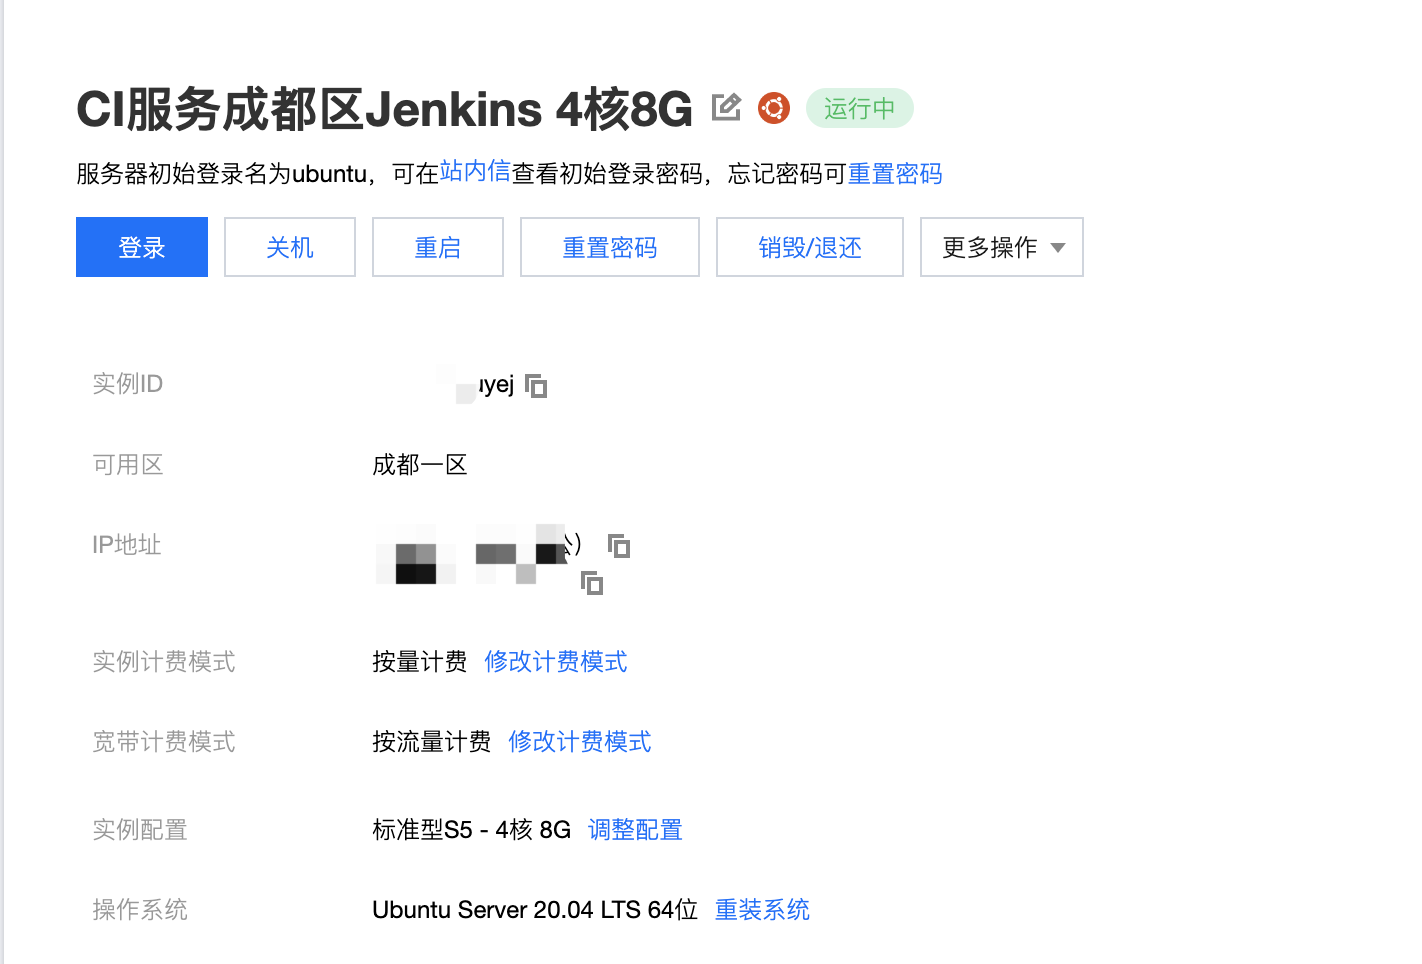 CI服务成都区Jenkins 4核8G 运行中
服务器初始登录名为ubuntu，可在站内信查看初始登录密码，忘记密码可重置密码
登录 关机 重启 重置密码 销毁/退还 更多操作
实例ID uyej
可用区 成都一区
IP地址
实例计费模式 按量计费 修改计费模式
宽带计费模式 按流量计费 修改计费模式
实例配置 标准型S5 - 4核 8G 调整配置
操作系统 Ubuntu Server 20.04 LTS 64位 重装系统